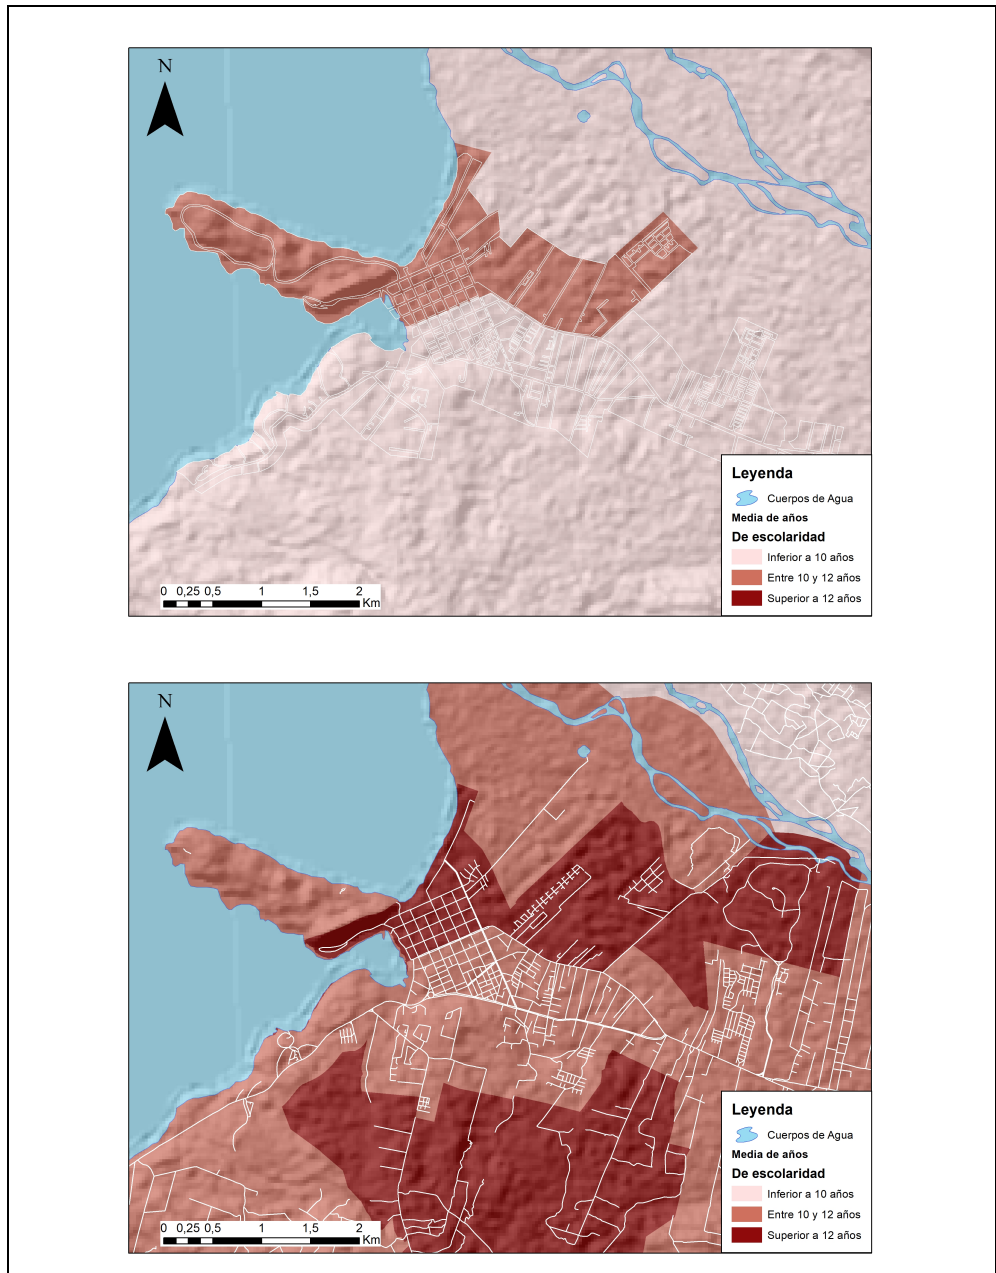 N
Leyenda
Cuerpos de Agua
Media de años
De escolaridad
Inferior a 10 años
Entre 10 y 12 años
Superior a 12 años
0 0,25 0,5 1 1,5 2
Km
N
Leyenda
Cuerpos de Agua
Media de años
De escolaridad
Inferior a 10 años
Entre 10 y 12 años
Superior a 12 años
0 0,25 0,5 1 1,5 2
Km